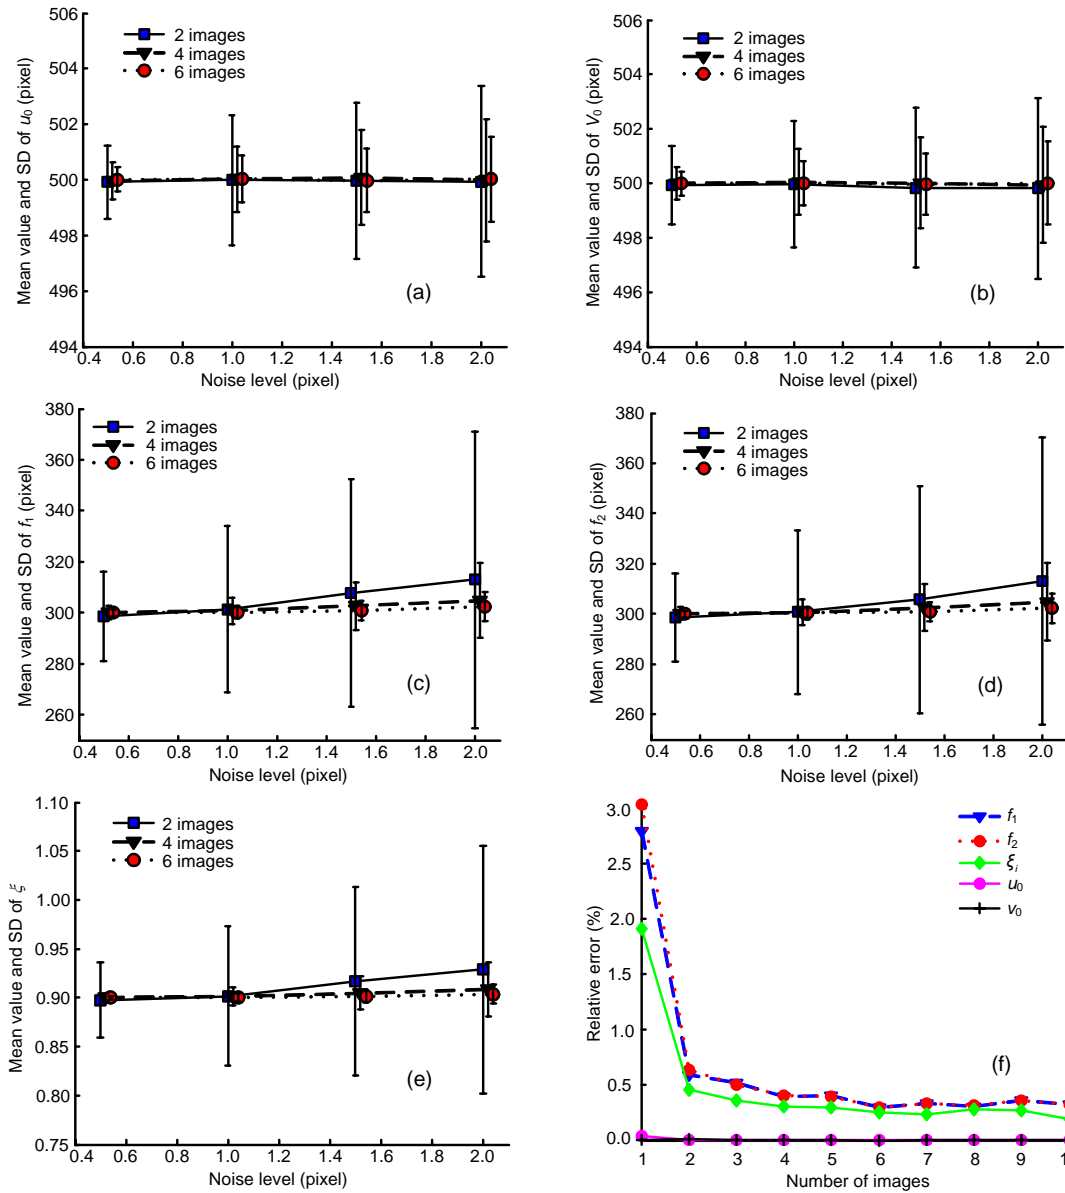 506
504
502
500
498
496
494
Mean value and SD of u0 (pixel)
2 images
4 images
6 images
(a)
0.4 0.6 0.8 1.0 1.2 1.4 1.6 1.8 2.0
Noise level (pixel)
506
504
502
500
498
496
494
Mean value and SD of V0 (pixel)
2 images
4 images
6 images
(b)
0.4 0.6 0.8 1.0 1.2 1.4 1.6 1.8 2.0
Noise level (pixel)
380
360
340
320
300
280
260
Mean value and SD of f1 (pixel)
2 images
4 images
6 images
(c)
0.4 0.6 0.8 1.0 1.2 1.4 1.6 1.8 2.0
Noise level (pixel)
380
360
340
320
300
280
260
Mean value and SD of f2 (pixel)
2 images
4 images
6 images
(d)
0.4 0.6 0.8 1.0 1.2 1.4 1.6 1.8 2.0
Noise level (pixel)
1.10
1.05
1.00
0.95
0.90
0.85
0.80
0.75
Mean value and SD of ξ
2 images
4 images
6 images
(e)
0.4 0.6 0.8 1.0 1.2 1.4 1.6 1.8 2.0
Noise level (pixel)
3.0
2.5
2.0
1.5
1.0
0.5
0.0
Relative error (%)
f1
f2
ξi
u0
v0
(f)
1 2 3 4 5 6 7 8 9
Number of images